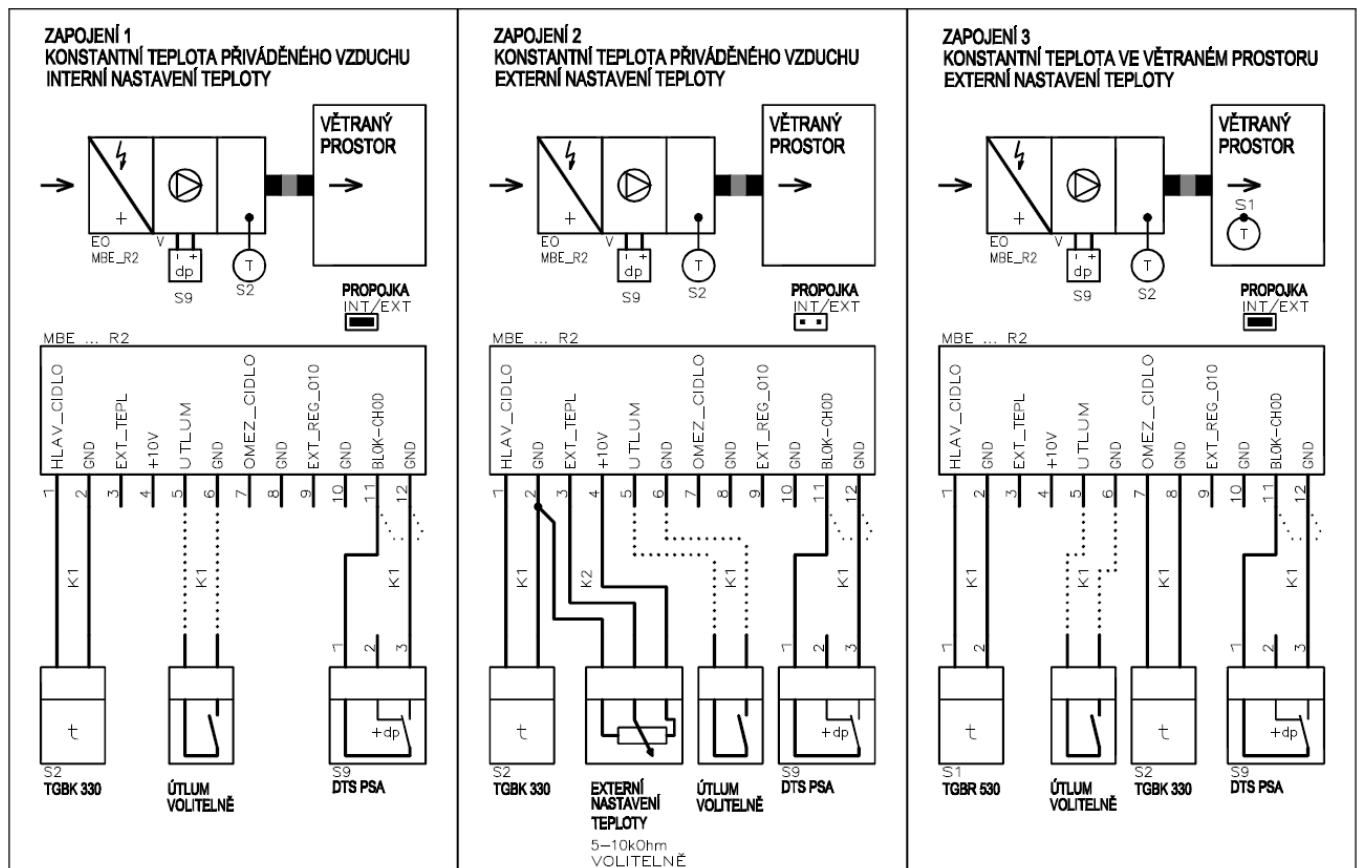 ZAPOJENÍ 1
KONSTANTNÍ TEPLOTA PŘIVÁDĚNÉHO VZDUCHU
INTERNÍ NASTAVENÍ TEPLOTY
VĚTRANÝ
PROSTOR
+
EO
MBE_R2
V
- +
dp
S9
T
S2
PROPOJKA
INT/EXT
MBE ... R2
HLAV_CIDLO
GND
EXT_TEPL
+10V
UTLUM
GND
OMEZ_CIDLO
GND
EXT_REG_010
GND
BLOK-CHOD
GND
1
2
3
4
5
6
7
8
9
10
11
12
K1
K1
K1
1
2
3
t
+dp
S2
TGBK 330
ÚTLUM
VOLITELNĚ
S9
DTS PSA
ZAPOJENÍ 2
KONSTANTNÍ TEPLOTA PŘIVÁDĚNÉHO VZDUCHU
EXTERNÍ NASTAVENÍ TEPLOTY
VĚTRANÝ
PROSTOR
+
EO
MBE_R2
V
- +
dp
S9
T
S2
PROPOJKA
INT/EXT
MBE ... R2
HLAV_CIDLO
GND
EXT_TEPL
+10V
UTLUM
GND
OMEZ_CIDLO
GND
EXT_REG_010
GND
BLOK-CHOD
GND
1
2
3
4
5
6
7
8
9
10
11
12
K1
K2
K1
K1
1
2
3
t
+dp
S2
TGBK 330
EXTERNÍ
NASTAVENÍ
TEPLOTY
5-10kOhm
VOLITELNĚ
ÚTLUM
VOLITELNĚ
S9
DTS PSA
ZAPOJENÍ 3
KONSTANTNÍ TEPLOTA VE VĚTRANÉM PROSTORU
EXTERNÍ NASTAVENÍ TEPLOTY
VĚTRANÝ
PROSTOR
S1
T
+
EO
MBE_R2
V
- +
dp
S9
T
S2
PROPOJKA
INT/EXT
MBE ... R2
HLAV_CIDLO
GND
EXT_TEPL
+10V
UTLUM
GND
OMEZ_CIDLO
GND
EXT_REG_010
GND
BLOK-CHOD
GND
1
2
3
4
5
6
7
8
9
10
11
12
K1
K1
K1
K1
1
2
1
2
3
t
t
+dp
S1
TGBR 530
ÚTLUM
VOLITELNĚ
S2
TGBK 330
S9
DTS PSA